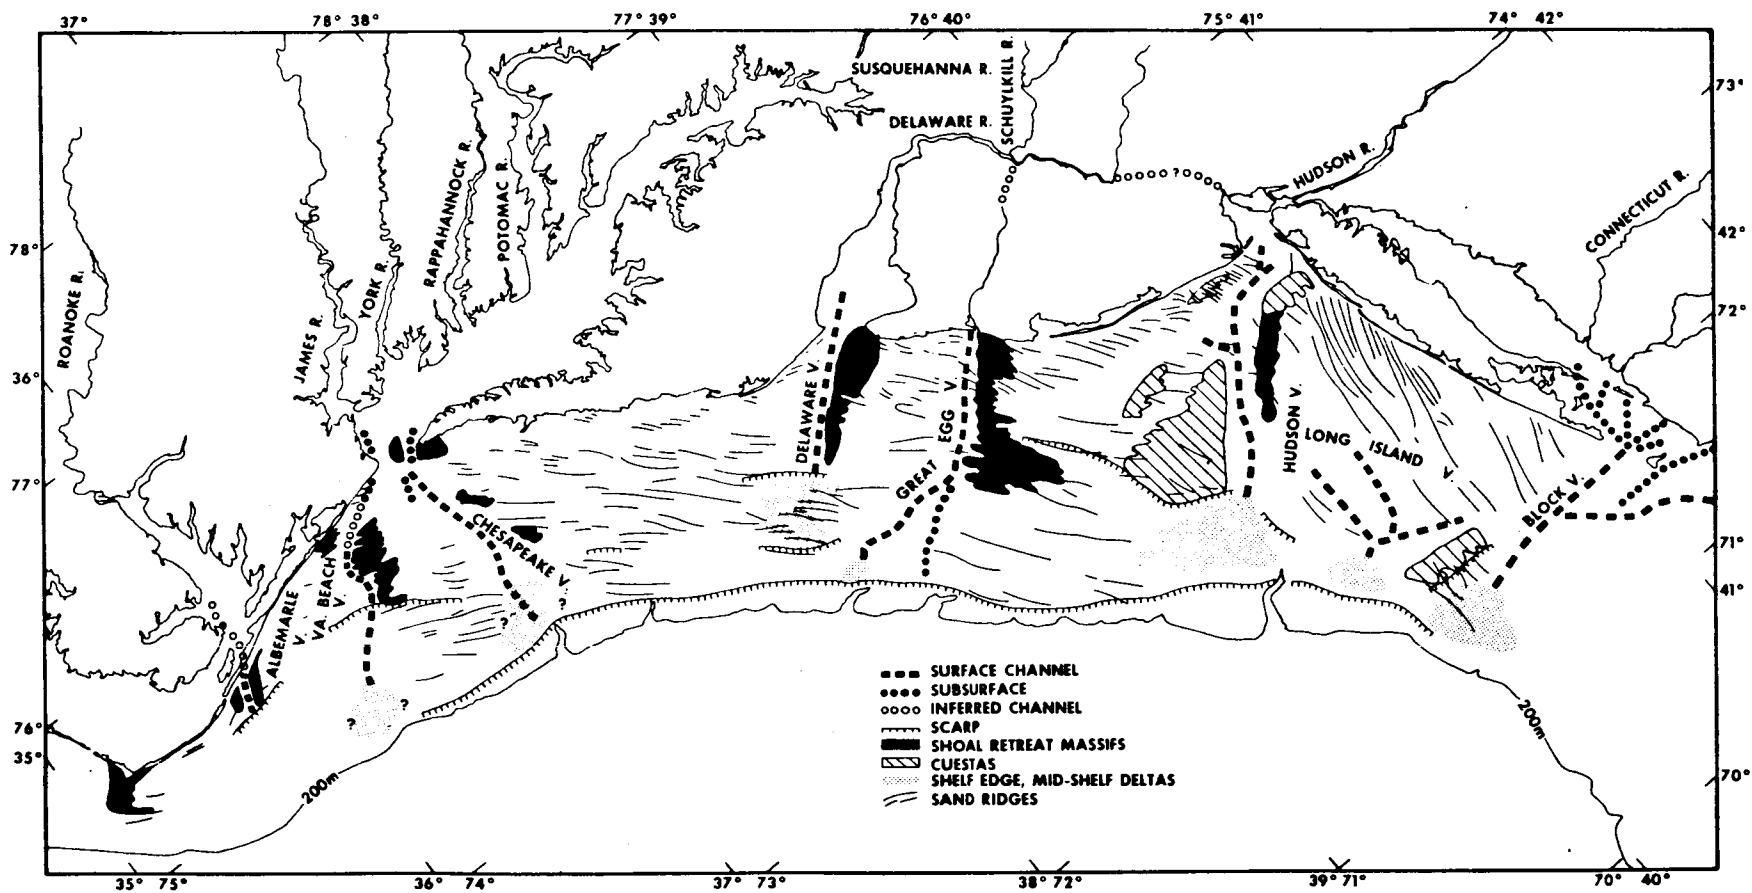 37° 78° 38° 77° 39° 76° 40° 75° 41° 74° 42°
SUSQUEHANNA R.
DELAWARE R.
SCHUYLKILL R.
73°
HUDSON R.
CONNECTICUT R.
RAPPAHANNOCK R.
POTOMAC R.
78°
42°
ROANOKE R.
YORK R.
JAMES R.
72°
36°
DELAWARE V.
GREAT EGG V.
HUDSON V.
LONG ISLAND V.
BLOCK V.
77°
CHESAPEAKE V.
VA. BEACH V.
ALBEMARLE V.
?
?
?
?
?
71°
41°
SURFACE CHANNEL
SUBSURFACE
INFERRED CHANNEL
SCARP
SHOAL RETREAT MASSIFS
CUESTAS
SHELF EDGE, MID-SHELF DELTAS
SAND RIDGES
200m
200m
76°
35°
70°
35° 75° 36° 74° 37° 73° 38° 72° 39° 71° 70° 40°